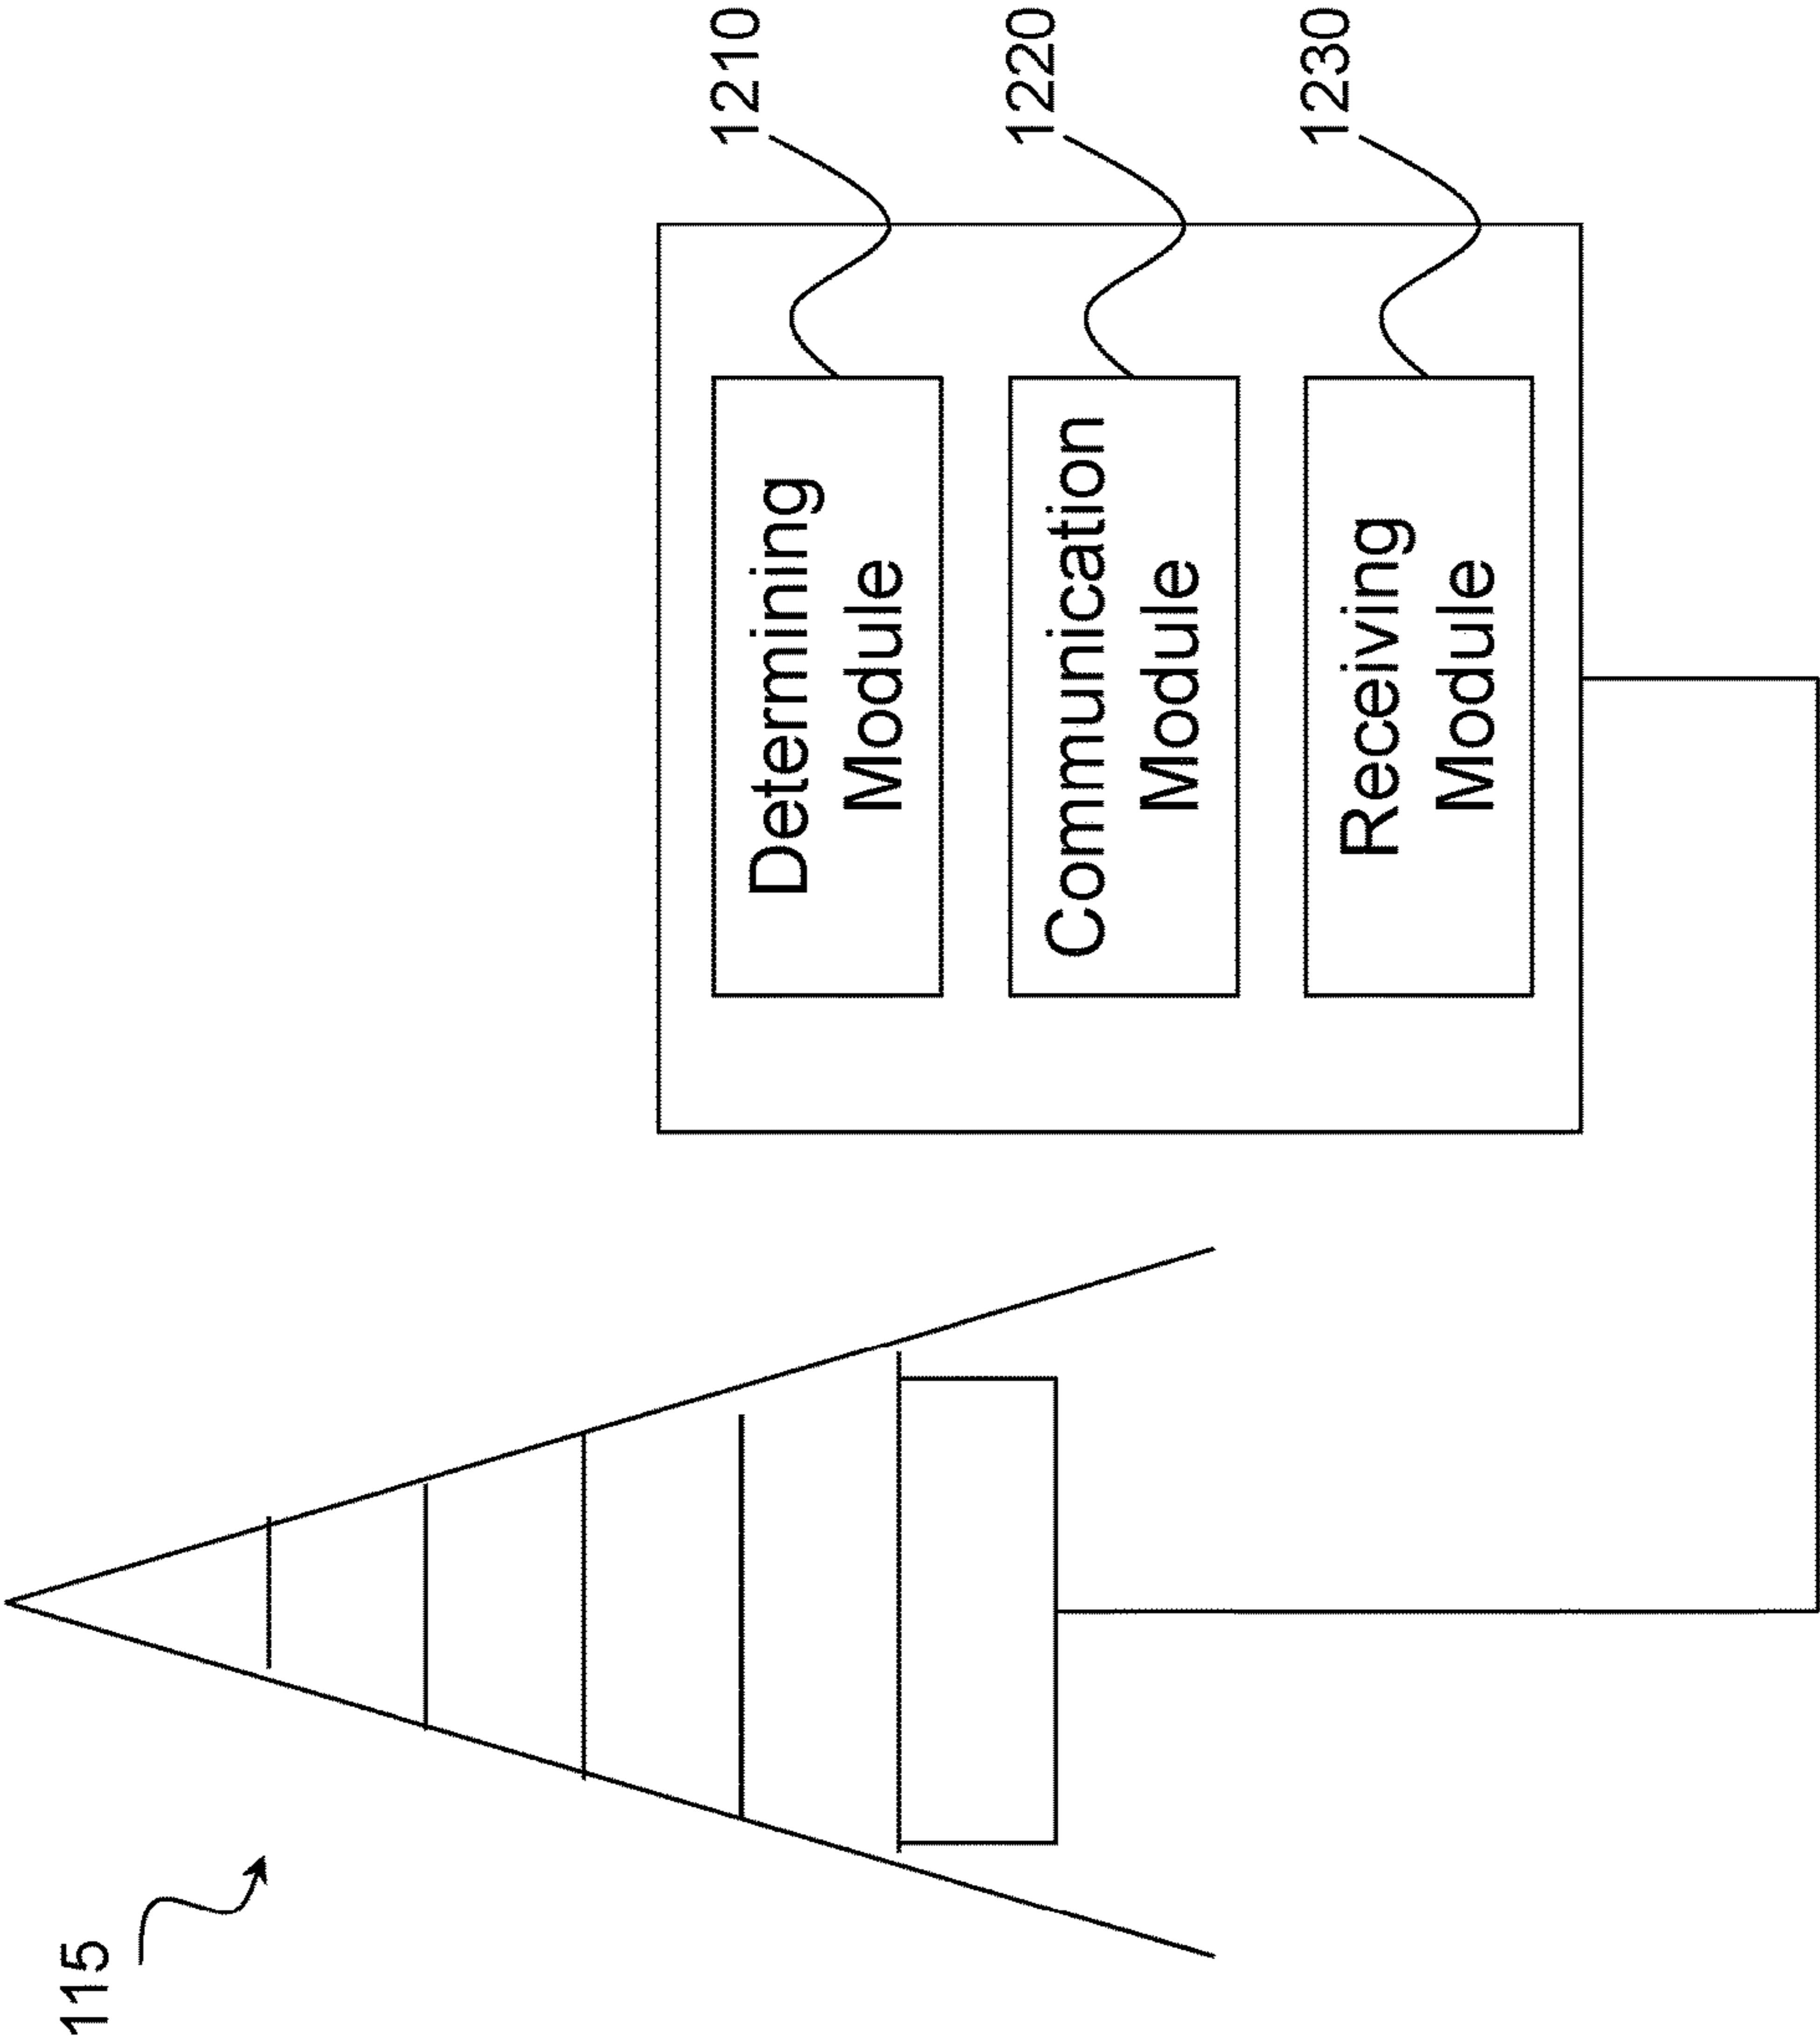 115
Determining
Module
1210
Communication
Module
1220
Receiving
Module
1230